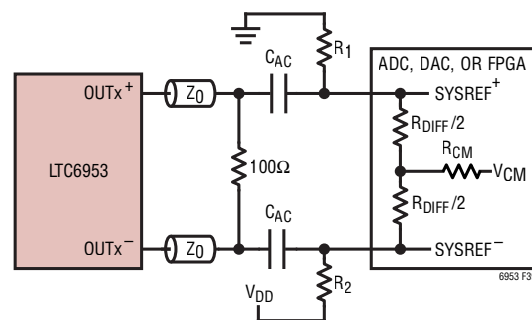 R1
CAC
ADC, DAC, OR FPGA
OUTx+
Z0
SYSREF+
RDIFF/2
LTC6953
100Ω
RCM
VCM
CAC
RDIFF/2
OUTx−
Z0
SYSREF−
VDD
R2
6953 F3